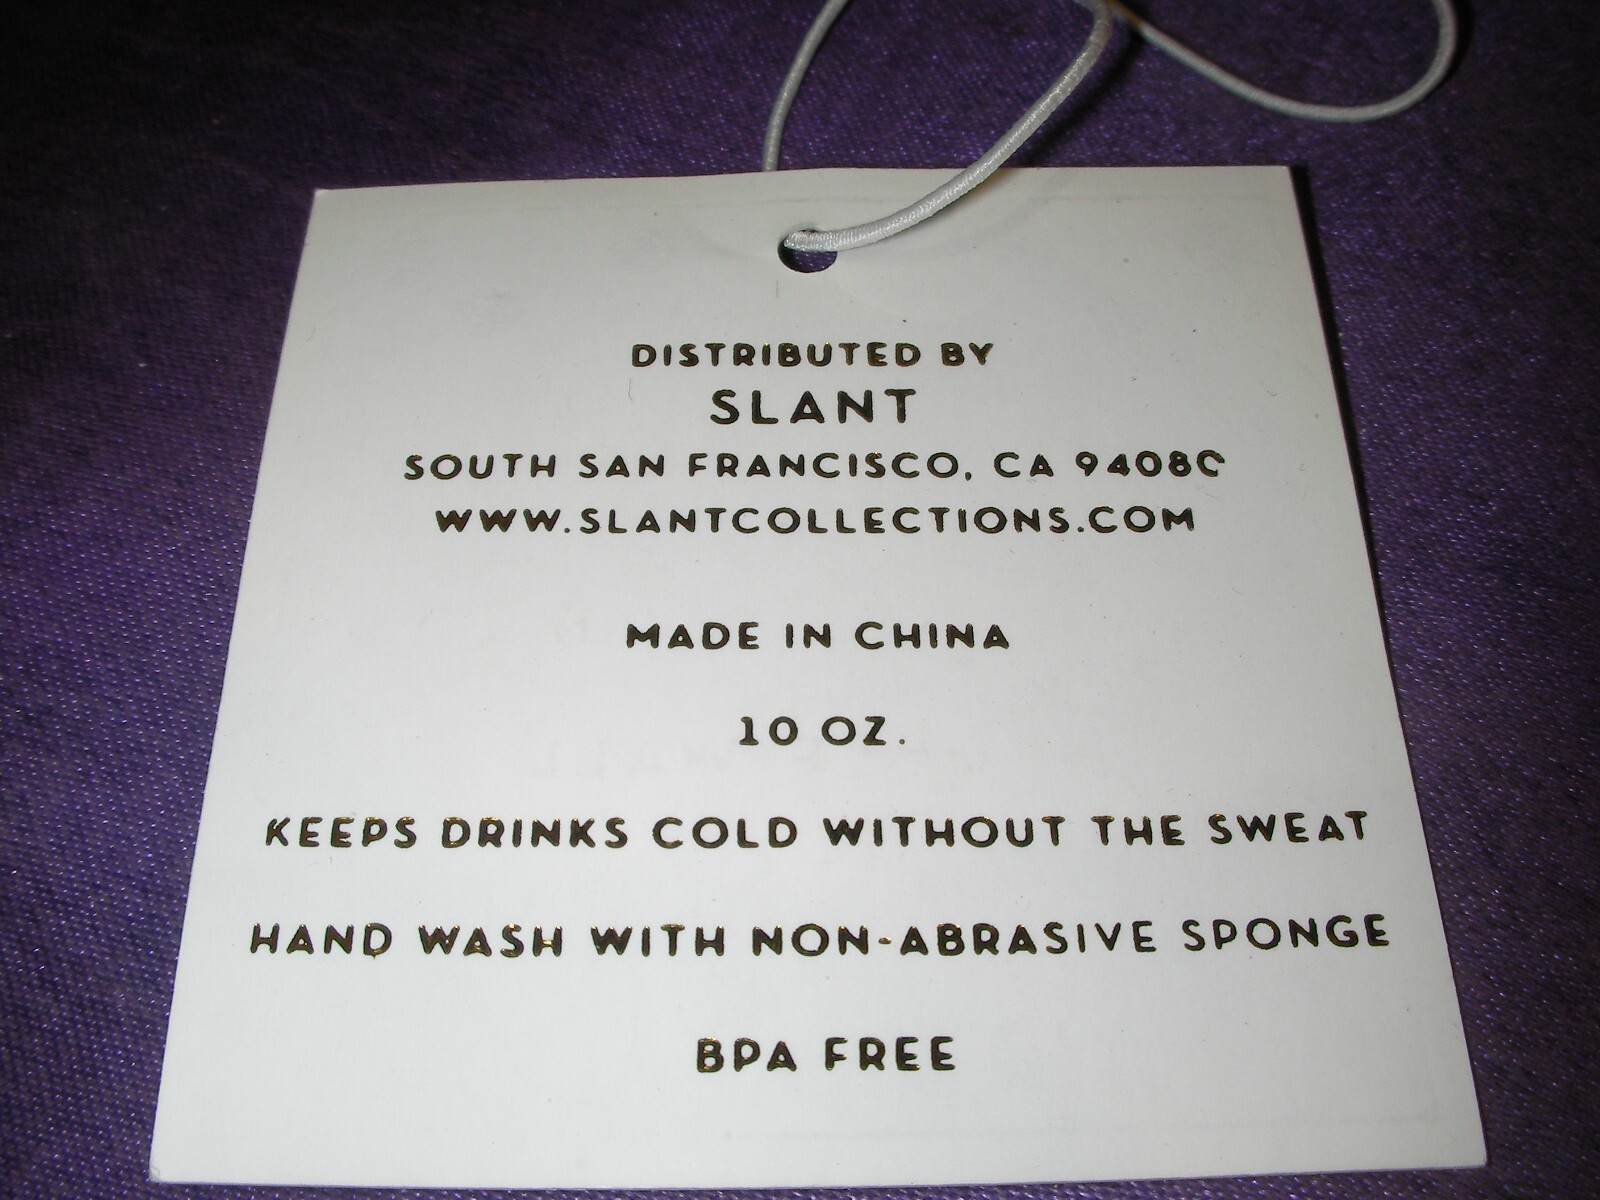 DISTRIBUTED BY
SLANT
SOUTH SAN FRANCISCO, CA 94080
WWW.SLANTCOLLECTIONS.COM
MADE IN CHINA
10 OZ.
KEEPS DRINKS COLD WITHOUT THE SWEAT
HAND WASH WITH NON-ABRASIVE SPONGE
BPA FREE